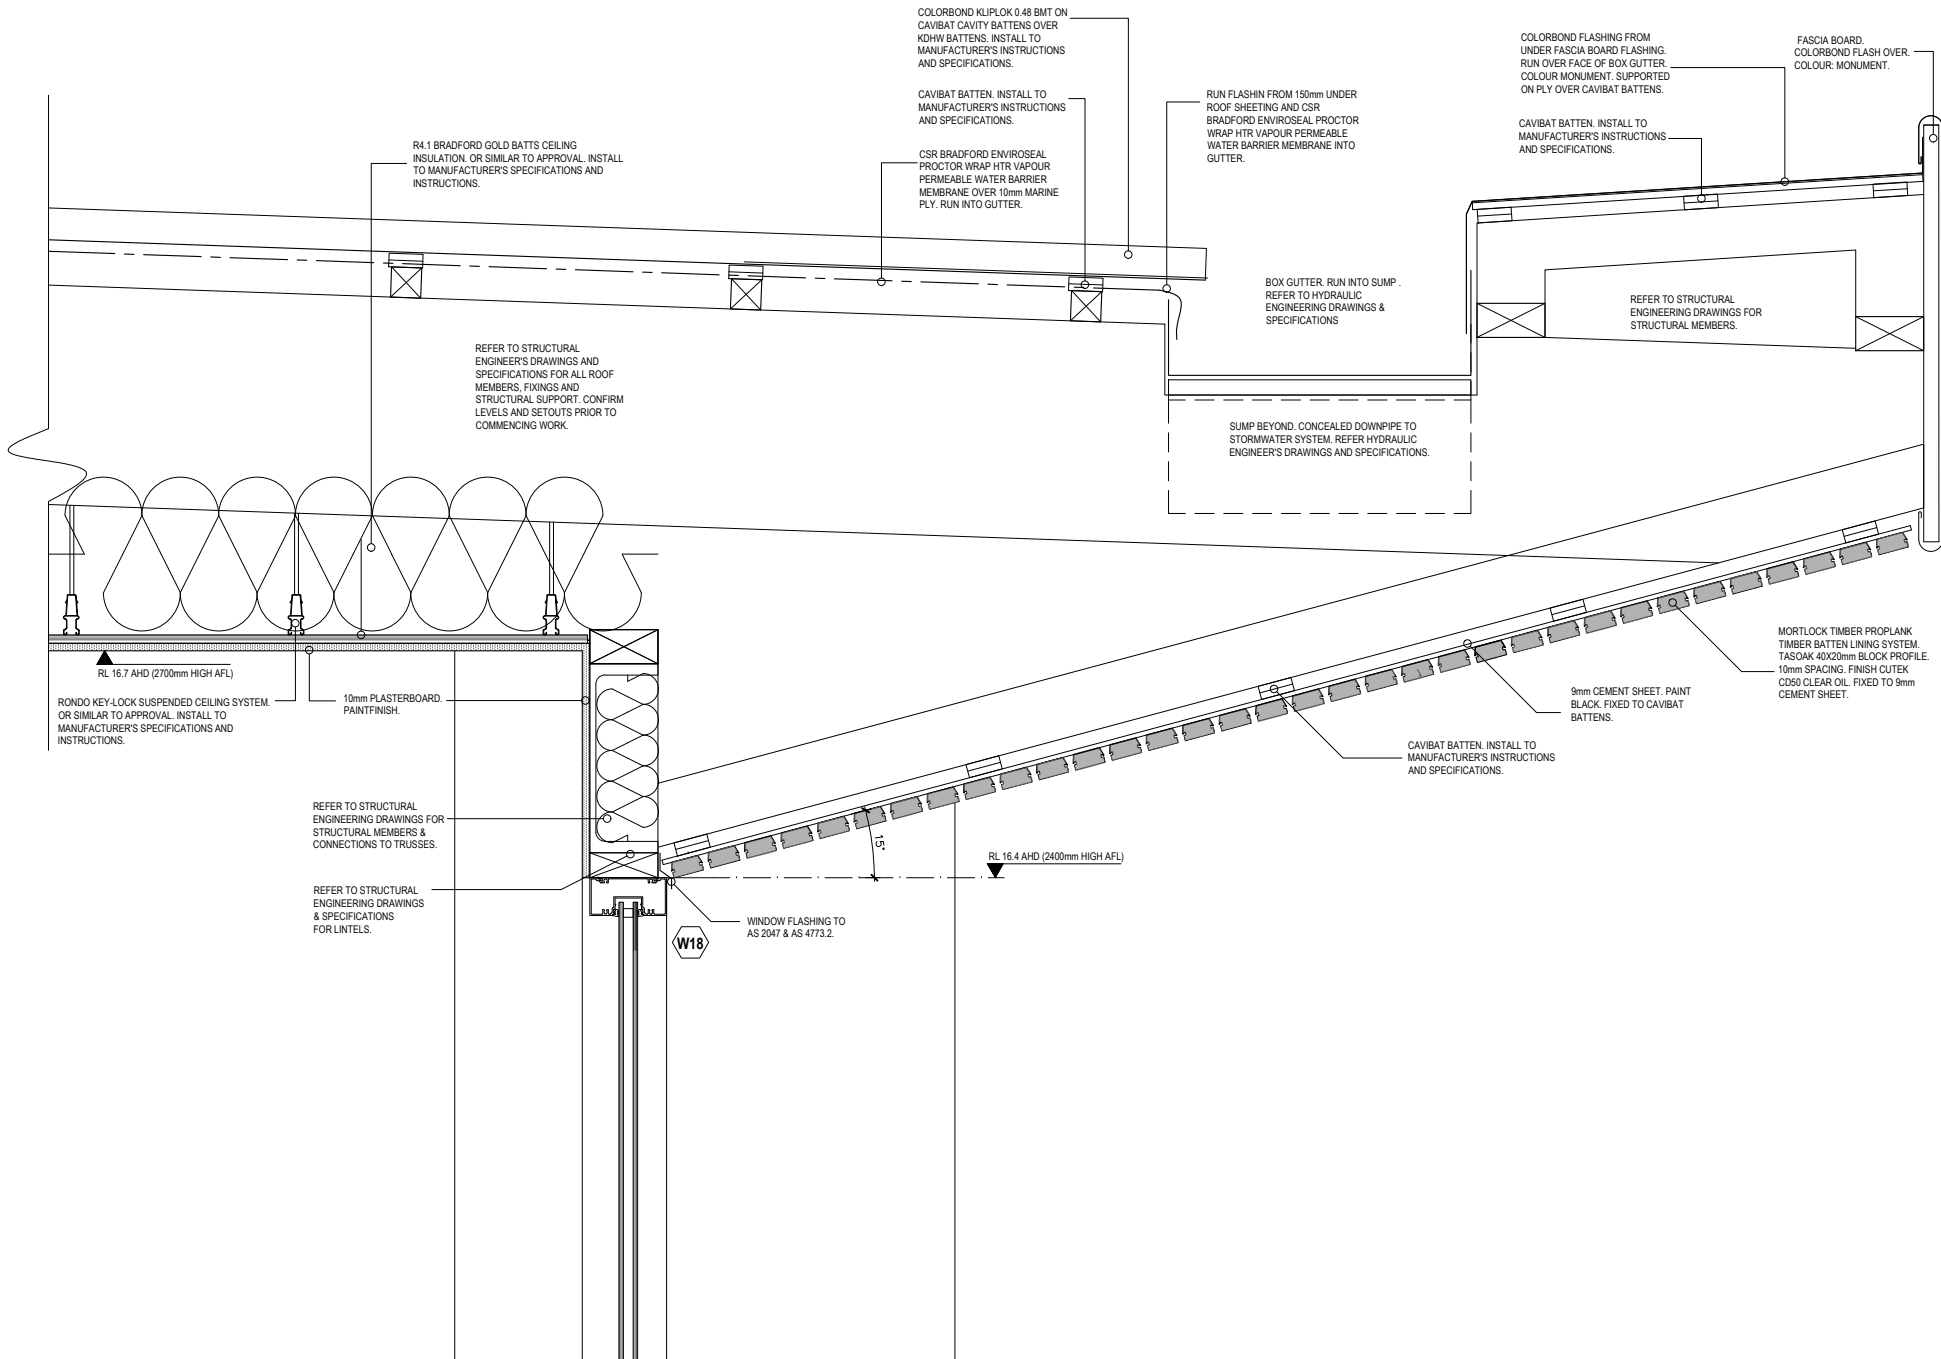 COLORBOND KLIPLOK 0.48 BMT ON
CAVIBAT CAVITY BATTENS OVER
KDHW BATTENS. INSTALL TO
MANUFACTURER'S INSTRUCTIONS
AND SPECIFICATIONS.
CAVIBAT BATTEN. INSTALL TO
MANUFACTURER'S INSTRUCTIONS
AND SPECIFICATIONS.
CSR BRADFORD ENVIROSEAL
PROCTOR WRAP HTR VAPOUR
PERMEABLE WATER BARRIER
MEMBRANE OVER 10mm MARINE
PLY. RUN INTO GUTTER.
RUN FLASHIN FROM 150mm UNDER
ROOF SHEETING AND CSR
BRADFORD ENVIROSEAL PROCTOR
WRAP HTR VAPOUR PERMEABLE
WATER BARRIER MEMBRANE INTO
GUTTER.
COLORBOND FLASHING FROM
UNDER FASCIA BOARD FLASHING.
RUN OVER FACE OF BOX GUTTER.
COLOUR MONUMENT. SUPPORTED
ON PLY OVER CAVIBAT BATTENS.
CAVIBAT BATTEN. INSTALL TO
MANUFACTURER'S INSTRUCTIONS
AND SPECIFICATIONS.
FASCIA BOARD.
COLORBOND FLASH OVER.
COLOUR: MONUMENT.
R4.1 BRADFORD GOLD BATTS CEILING
INSULATION. OR SIMILAR TO APPROVAL. INSTALL
TO MANUFACTURER'S SPECIFICATIONS AND
INSTRUCTIONS.
BOX GUTTER. RUN INTO SUMP .
REFER TO HYDRAULIC
ENGINEERING DRAWINGS &
SPECIFICATIONS
REFER TO STRUCTURAL
ENGINEERING DRAWINGS FOR
STRUCTURAL MEMBERS.
REFER TO STRUCTURAL
ENGINEER'S DRAWINGS AND
SPECIFICATIONS FOR ALL ROOF
MEMBERS, FIXINGS AND
STRUCTURAL SUPPORT. CONFIRM
LEVELS AND SETOUTS PRIOR TO
COMMENCING WORK.
SUMP BEYOND. CONCEALED DOWNPIPE TO
STORMWATER SYSTEM. REFER HYDRAULIC
ENGINEER'S DRAWINGS AND SPECIFICATIONS.
RL 16.7 AHD (2700mm HIGH AFL)
RONDO KEY-LOCK SUSPENDED CEILING SYSTEM.
OR SIMILAR TO APPROVAL. INSTALL TO
MANUFACTURER'S SPECIFICATIONS AND
INSTRUCTIONS.
10mm PLASTERBOARD.
PAINTFINISH.
MORTLOCK TIMBER PROPLANK
TIMBER BATTEN LINING SYSTEM.
TASOAK 40X20mm BLOCK PROFILE.
10mm SPACING. FINISH CUTEK
CD50 CLEAR OIL. FIXED TO 9mm
CEMENT SHEET.
9mm CEMENT SHEET. PAINT
BLACK. FIXED TO CAVIBAT
BATTENS.
CAVIBAT BATTEN. INSTALL TO
MANUFACTURER'S INSTRUCTIONS
AND SPECIFICATIONS.
REFER TO STRUCTURAL
ENGINEERING DRAWINGS FOR
STRUCTURAL MEMBERS &
CONNECTIONS TO TRUSSES.
15°
RL 16.4 AHD (2400mm HIGH AFL)
REFER TO STRUCTURAL
ENGINEERING DRAWINGS
& SPECIFICATIONS
FOR LINTELS.
WINDOW FLASHING TO
AS 2047 & AS 4773.2.
W18